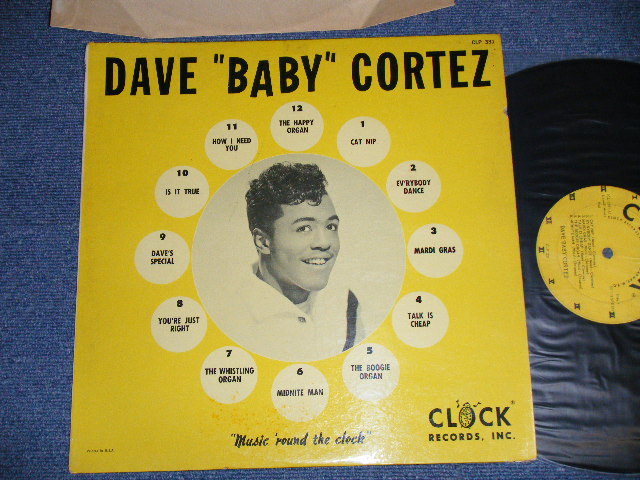 CLP 331
DAVE "BABY" CORTEZ
12
THE HAPPY
ORGAN
1
CAT NIP
2
EV'RYBODY
DANCE
3
MARDI GRAS
4
TALK IS
CHEAP
5
THE BOOGIE
ORGAN
6
MIDNITE MAN
7
THE WHISTLING
ORGAN
8
YOU'RE JUST
RIGHT
9
DAVE'S
SPECIAL
10
IS IT TRUE
11
HOW I NEED
YOU
"Music 'round the clock"
CLOCK®
RECORDS, INC.
DAVE BABY CORTEZ